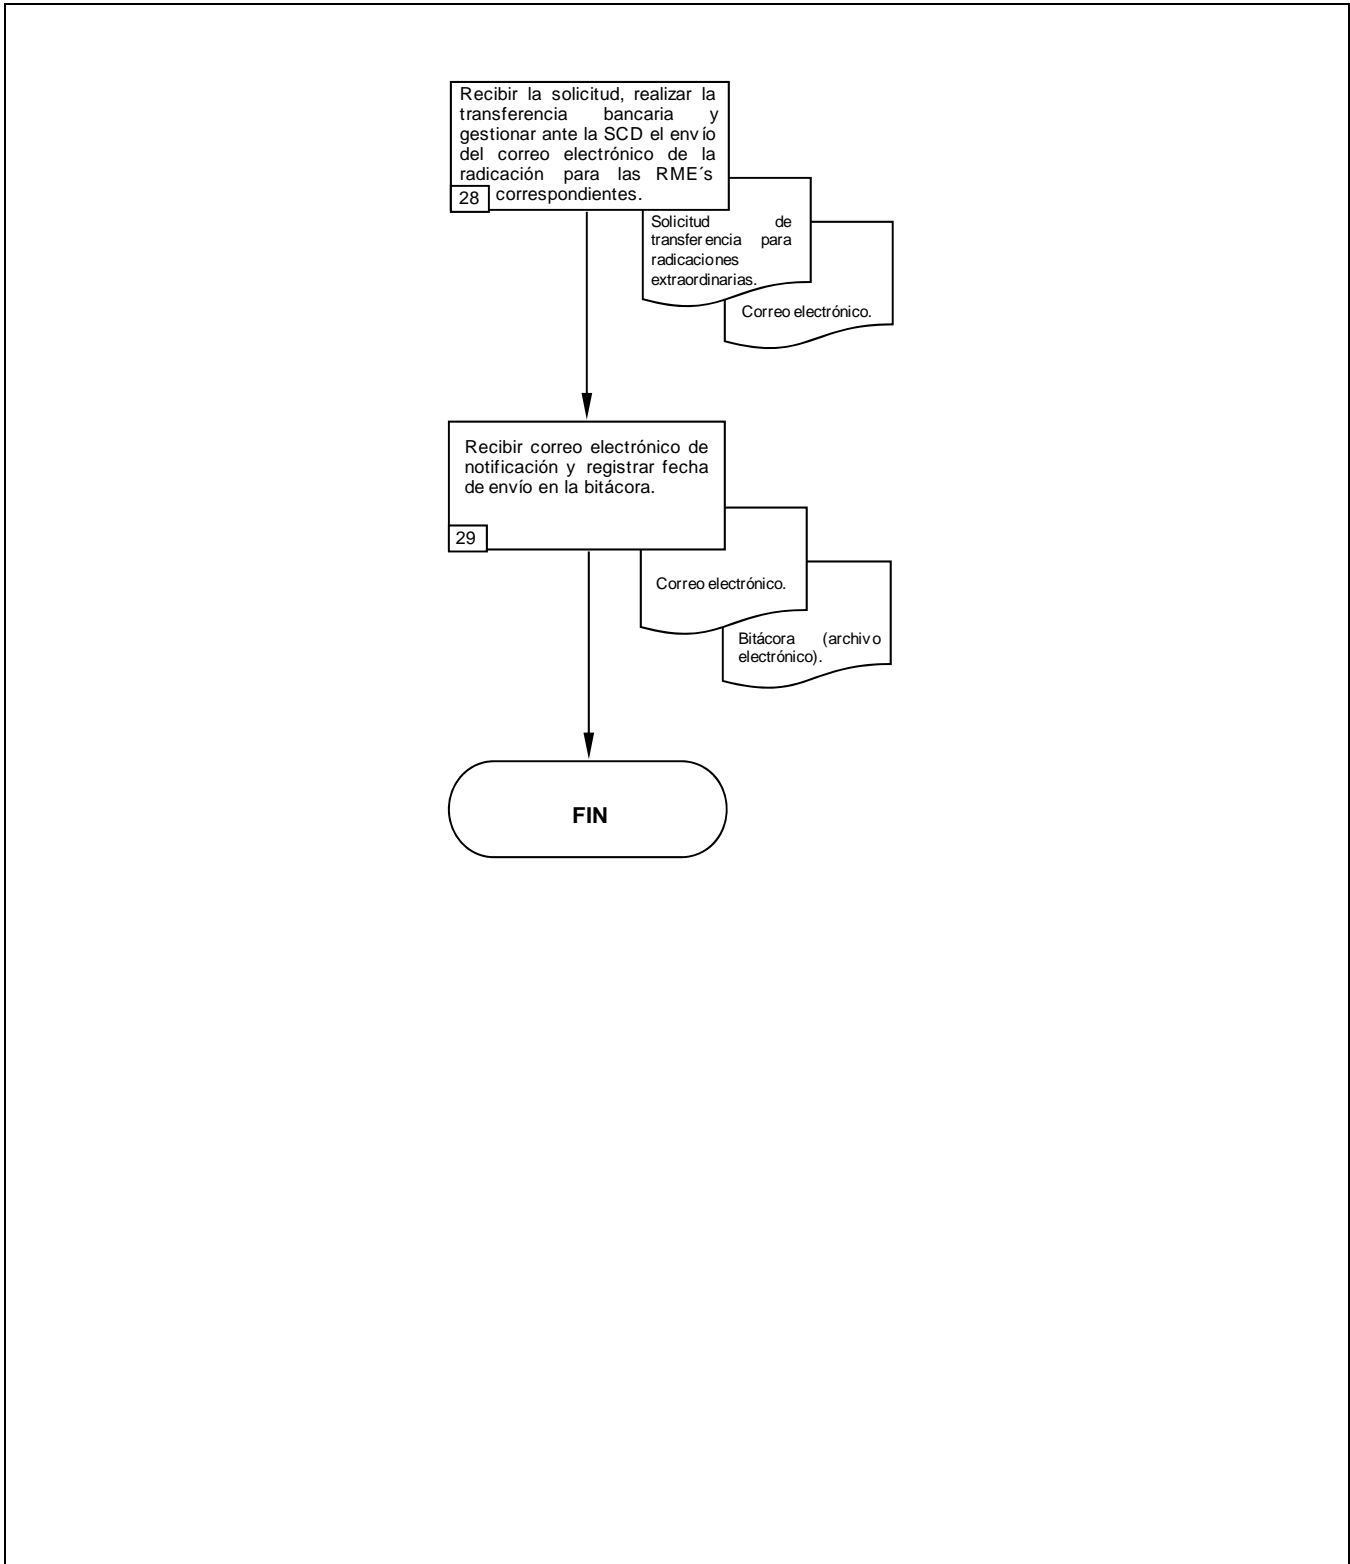 Recibir la solicitud, realizar la
transferencia bancaria y
gestionar ante la SCD el envío
del correo electrónico de la
radicación para las RME´s
28 correspondientes.
Solicitud de
transferencia para
radicaciones
extraordinarias.
Correo electrónico.
Recibir correo electrónico de
notificación y registrar fecha
de envío en la bitácora.
29
Correo electrónico.
Bitácora (archivo
electrónico).
FIN